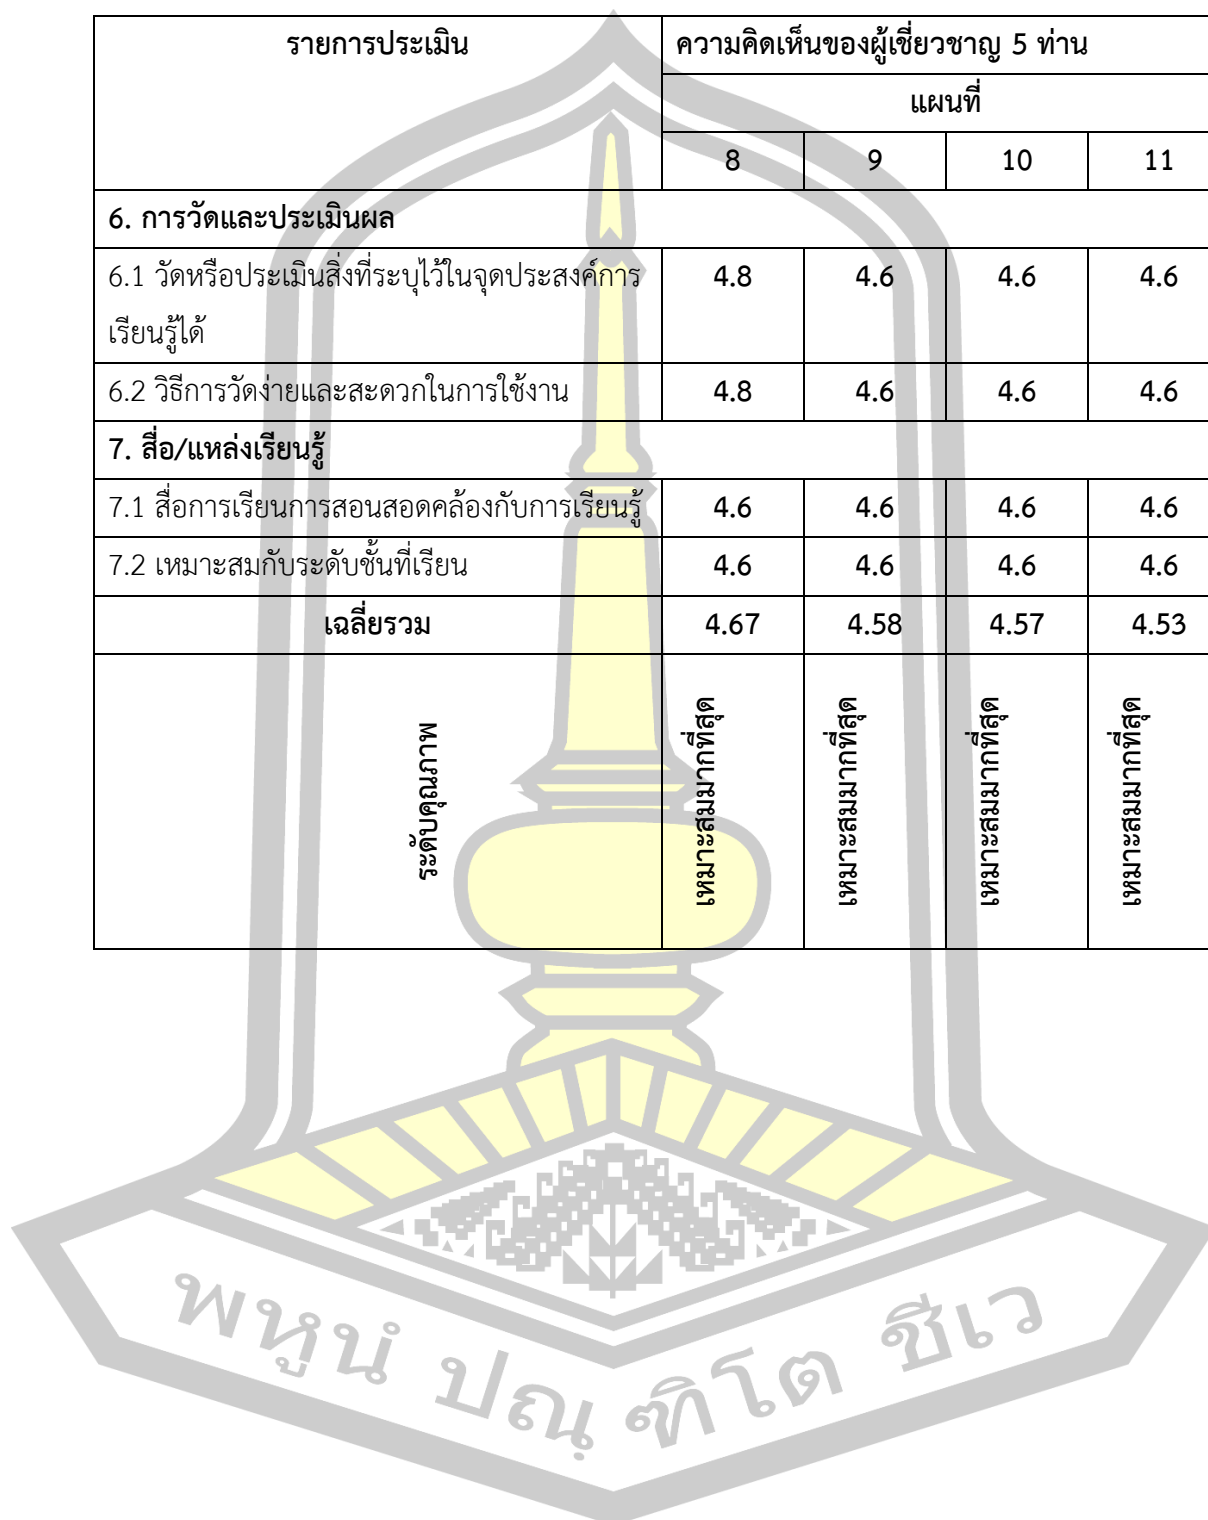 รายการประเมิน ความคิดเห็นของผู้เชี่ยวชาญ 5 ท่าน
แผนที่
8 9 10 11
6. การวัดและประเมินผล
6.1 วัดหรือประเมินสิ่งที่ระบุไว้ในจุดประสงค์การ 4.8 4.6 4.6 4.6
เรียนรู้ได้
6.2 วิธีการวัดง่ายและสะดวกในการใช้งาน 4.8 4.6 4.6 4.6
7. สื่อ/แหล่งเรียนรู้
7.1 สื่อการเรียนการสอนสอดคล้องกับการเรียนรู้ 4.6 4.6 4.6 4.6
7.2 เหมาะสมกับระดับชั้นที่เรียน 4.6 4.6 4.6 4.6
เฉลี่ยรวม 4.67 4.58 4.57 4.53
ระดับคุณภาพ เหมาะสมมากที่สุด เหมาะสมมากที่สุด เหมาะสมมากที่สุด เหมาะสมมากที่สุด
พหูนํ ปณฺฑิโต ชีเว